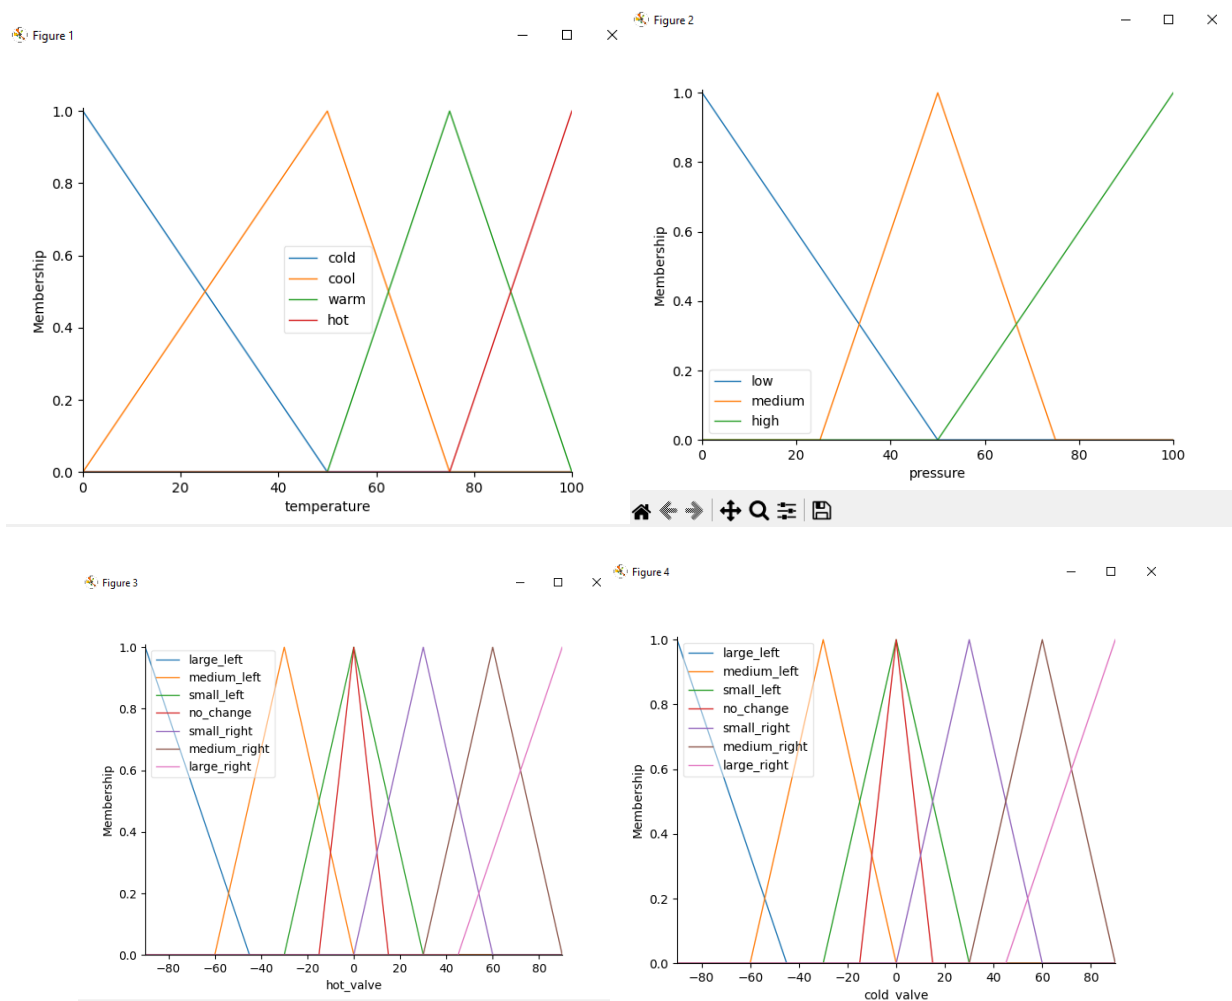 Figure 1
1.0
0.8
0.6
0.4
0.2
0.0
Membership
cold
cool
warm
hot
0 20 40 60 80 100
temperature
Figure 2
1.0
0.8
0.6
0.4
0.2
0.0
Membership
low
medium
high
0 20 40 60 80 100
pressure
Figure 3
1.0
0.8
0.6
0.4
0.2
0.0
Membership
large_left
medium_left
small_left
no_change
small_right
medium_right
large_right
−80 −60 −40 −20 0 20 40 60 80
hot_valve
Figure 4
1.0
0.8
0.6
0.4
0.2
0.0
Membership
large_left
medium_left
small_left
no_change
small_right
medium_right
large_right
−80 −60 −40 −20 0 20 40 60 80
cold_valve